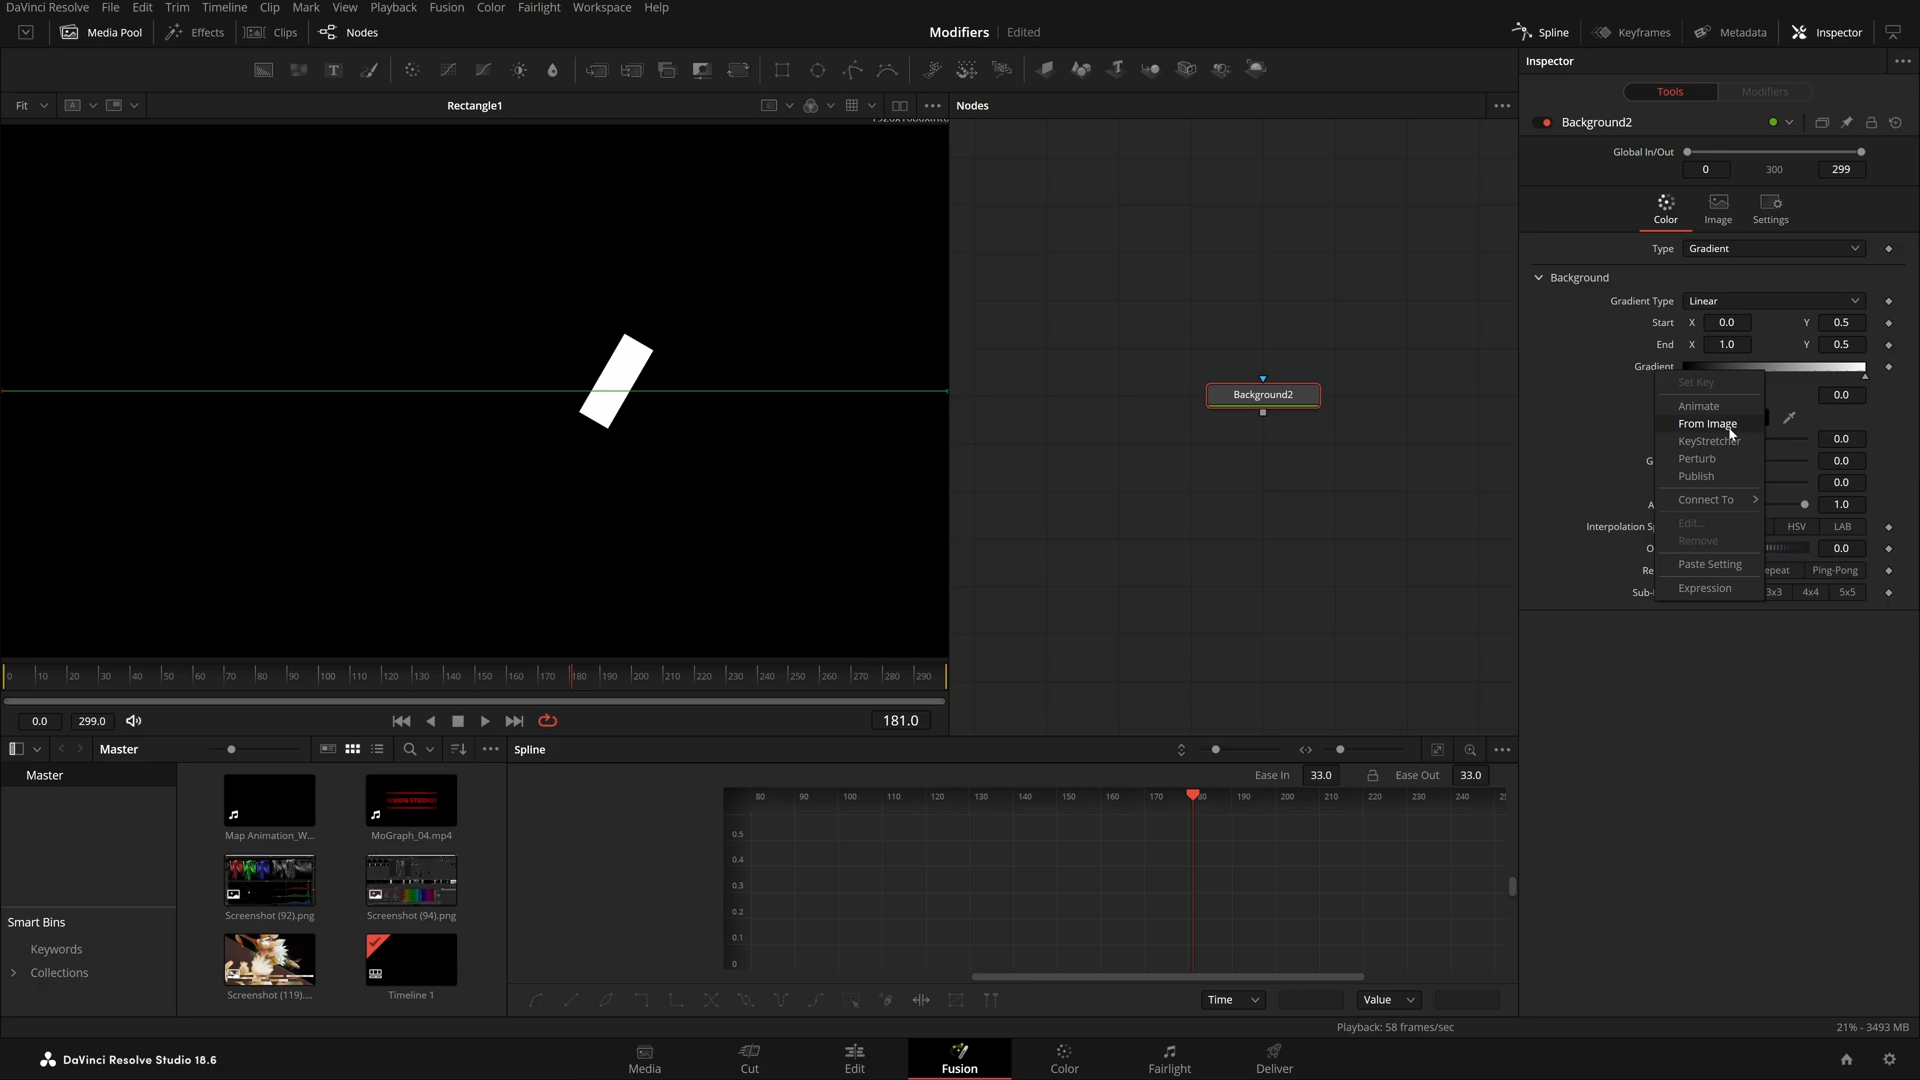 DaVinci Resolve File Edit Trim Timeline Clip Mark View Playback Fusion Color Fairlight Workspace Help
Media Pool Effects Clips Nodes Modifiers Edited Spline Keyframes Metadata Inspector
Inspector
Tools Modifiers
Fit Rectangle1 Nodes
Background2
Global In/Out
0 300 299
Color Image Settings
Type Gradient
Background
Gradient Type Linear
Start X 0.0 Y 0.5
End X 1.0 Y 0.5
Gradient
Set Key
0.0
Animate
From Image
KeyStretcher 0.0
Perturb
G 0.0
Publish
0.0
Connect To
A 1.0
Edit...
Interpolation S HSV LAB
Remove
O 0.0
Paste Setting
Re epeat Ping-Pong
Expression
Sub- 3x3 4x4 5x5
Background2
0 10 20 30 40 50 60 70 80 90 100 110 120 130 140 150 160 170 180 190 200 210 220 230 240 250 260 270 280 290
0.0 299.0 181.0
Master Spline
Master
Ease In 33.0 Ease Out 33.0
80 90 100 110 120 130 140 150 160 170 80 190 200 210 220 230 240
0.5
0.4
0.3
0.2
0.1
0
Map Animation_W... MoGraph_04.mp4
Screenshot (92).png Screenshot (94).png
Screenshot (119).... Timeline 1
Smart Bins
Keywords
Collections
Time Value
Playback: 58 frames/sec 21% - 3493 MB
DaVinci Resolve Studio 18.6
Media Cut Edit Fusion Color Fairlight Deliver